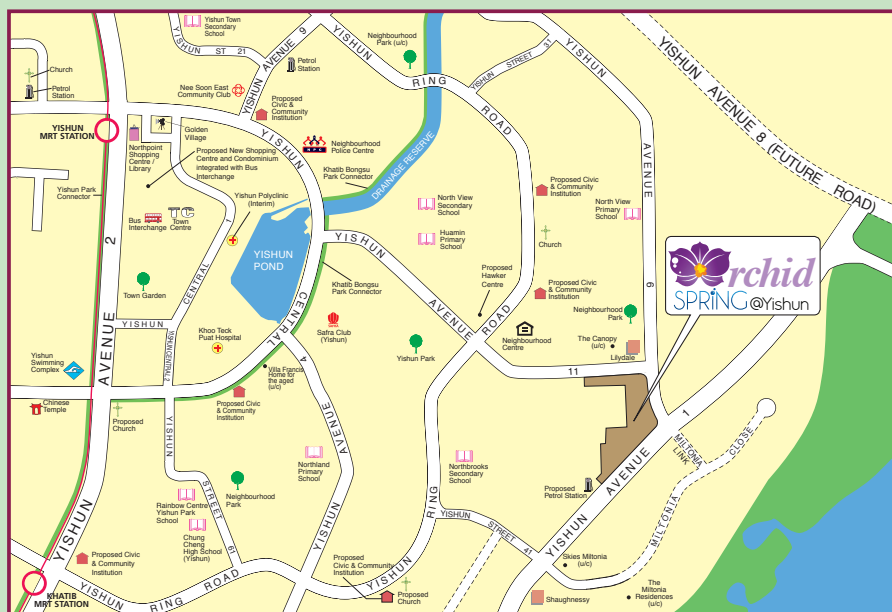 Yishun Town
Secondary
School
YISHUN ST 21
YISHUN AVENUE 9
Petrol
Station
Nee Soon East
Community Club
Proposed
Civic &
Community
Institution
Neighbourhood
Park (u/c)
YISHUN
RING
ROAD
YISHUN STREET 31
YISHUN
AVENUE
6
YISHUN AVENUE 8 (FUTURE ROAD)
Church
Petrol
Station
YISHUN
MRT STATION
Northpoint
Shopping
Centre /
Library
Golden
Village
Proposed New Shopping
Centre and Condominium
integrated with Bus
Interchange
YISHUN
Neighbourhood
Police Centre
Khatib Bongsu
Park Connector
DRAINAGE RESERVE
Yishun Park
Connector
Yishun Polyclinic
(Interim)
Bus
Interchange
TC
Town
Centre
North View
Secondary
School
Huamin
Primary
School
Proposed Civic
& Community
Institution
North View
Primary
School
Church
YISHUN
POND
YISHUN
AVENUE
Khatib Bongsu
Park Connector
Proposed
Hawker
Centre
Proposed Civic
& Community
Institution
Orchid
SPRING @Yishun
Town Garden
YISHUN
CENTRAL
1
YISHUN CENTRAL 2
CENTRAL
Khoo Teck
Puat Hospital
Safra Club
(Yishun)
Yishun Park
ROAD
Neighbourhood
Centre
Neighbourhood
Park
The Canopy
(u/c)
Lilydale
11
AVENUE
2
Yishun
Swimming
Complex
Chinese
Temple
Proposed
Church
Villa Francis
Home for
the aged
(u/c)
Proposed Civic
& Community
Institution
4
AVENUE
YISHUN
Northland
Primary
School
Northbrooks
Secondary
School
Proposed
Petrol Station
YISHUN AVENUE 1
MILTONIA
LINK
MILTONIA CLOSE
YISHUN
STREET
61
Rainbow Centre
Yishun Park
School
Chung
Cheng
High School
(Yishun)
Neighbourhood
Park
YISHUN
RING
YISHUN
STREET
41
Skies Miltonia
(u/c)
Shaughnessy
The
Miltonia
Residences
(u/c)
Proposed Civic
& Community
Institution
KHATIB
MRT STATION
YISHUN RING ROAD
Proposed
Civic & Community
Institution
Proposed
Church
YISHUN